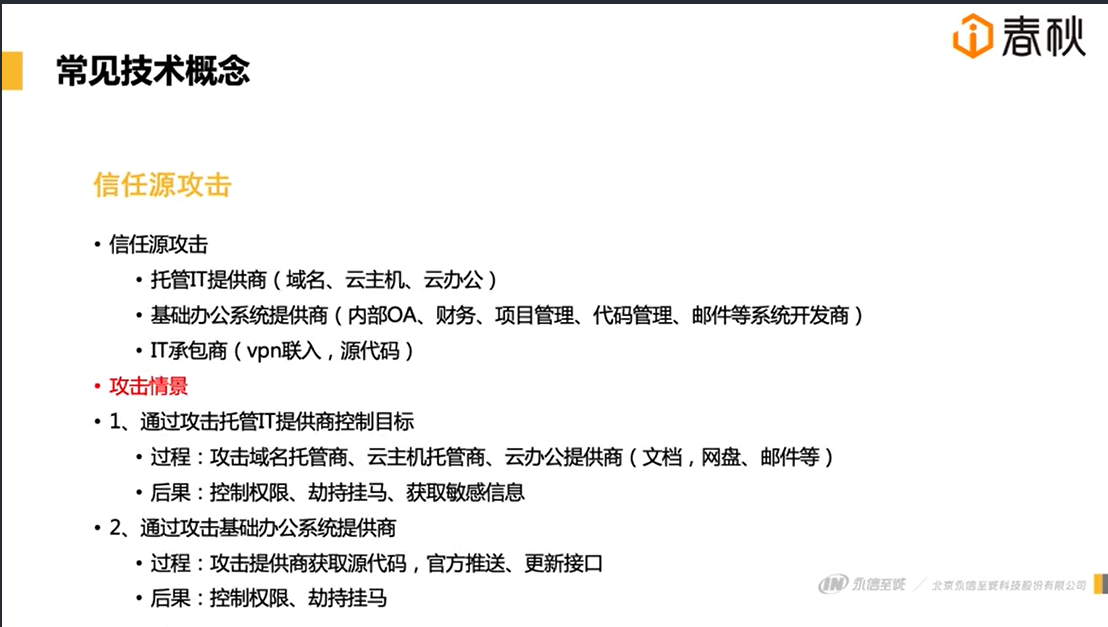 春秋
常见技术概念
信任源攻击
• 信任源攻击
• 托管IT提供商（域名、云主机、云办公）
• 基础办公系统提供商（内部OA、财务、项目管理、代码管理、邮件等系统开发商）
• IT承包商（vpn联入，源代码）
• 攻击情景
• 1、通过攻击托管IT提供商控制目标
• 过程：攻击域名托管商、云主机托管商、云办公提供商（文档，网盘、邮件等）
• 后果：控制权限、劫持挂马、获取敏感信息
• 2、通过攻击基础办公系统提供商
• 过程：攻击提供商获取源代码，官方推送、更新接口
• 后果：控制权限、劫持挂马
永信至诚 / 北京永信至诚科技股份有限公司